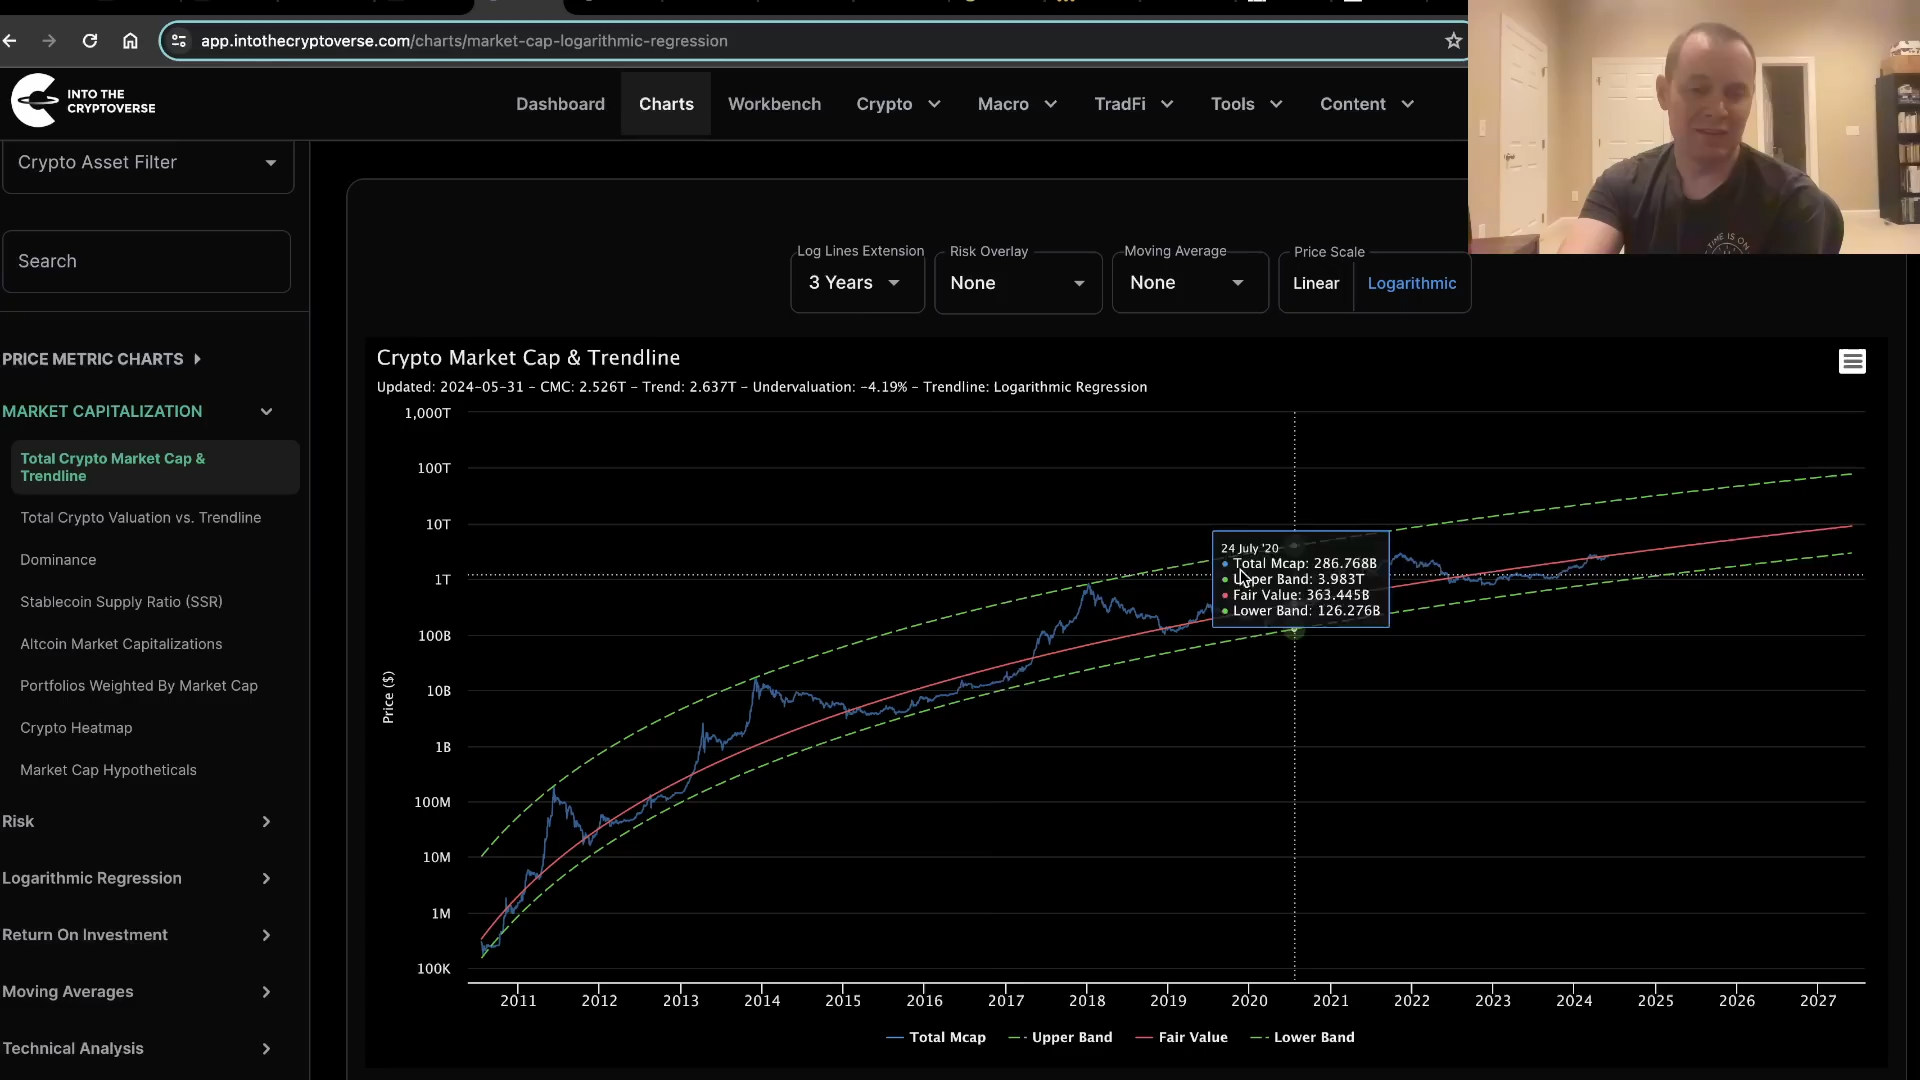 app.intothecryptoverse.com/charts/market-cap-logarithmic-regression
INTO THE
CRYPTOVERSE
Dashboard
Charts
Workbench
Crypto
Macro
TradFi
Tools
Content
TIME IS ON
Crypto Asset Filter
Search
PRICE METRIC CHARTS
MARKET CAPITALIZATION
Total Crypto Market Cap &
Trendline
Total Crypto Valuation vs. Trendline
Dominance
Stablecoin Supply Ratio (SSR)
Altcoin Market Capitalizations
Portfolios Weighted By Market Cap
Crypto Heatmap
Market Cap Hypotheticals
Risk
Logarithmic Regression
Return On Investment
Moving Averages
Technical Analysis
Log Lines Extension
3 Years
Risk Overlay
None
Moving Average
None
Price Scale
Linear
Logarithmic
Crypto Market Cap & Trendline
Updated: 2024-05-31 - CMC: 2.526T - Trend: 2.637T - Undervaluation: -4.19% - Trendline: Logarithmic Regression
1,000T
100T
10T
1T
100B
10B
1B
100M
10M
1M
100K
Price ($)
24 July '20
Total Mcap: 286.768B
Upper Band: 3.983T
Fair Value: 363.445B
Lower Band: 126.276B
2011
2012
2013
2014
2015
2016
2017
2018
2019
2020
2021
2022
2023
2024
2025
2026
2027
Total Mcap
Upper Band
Fair Value
Lower Band